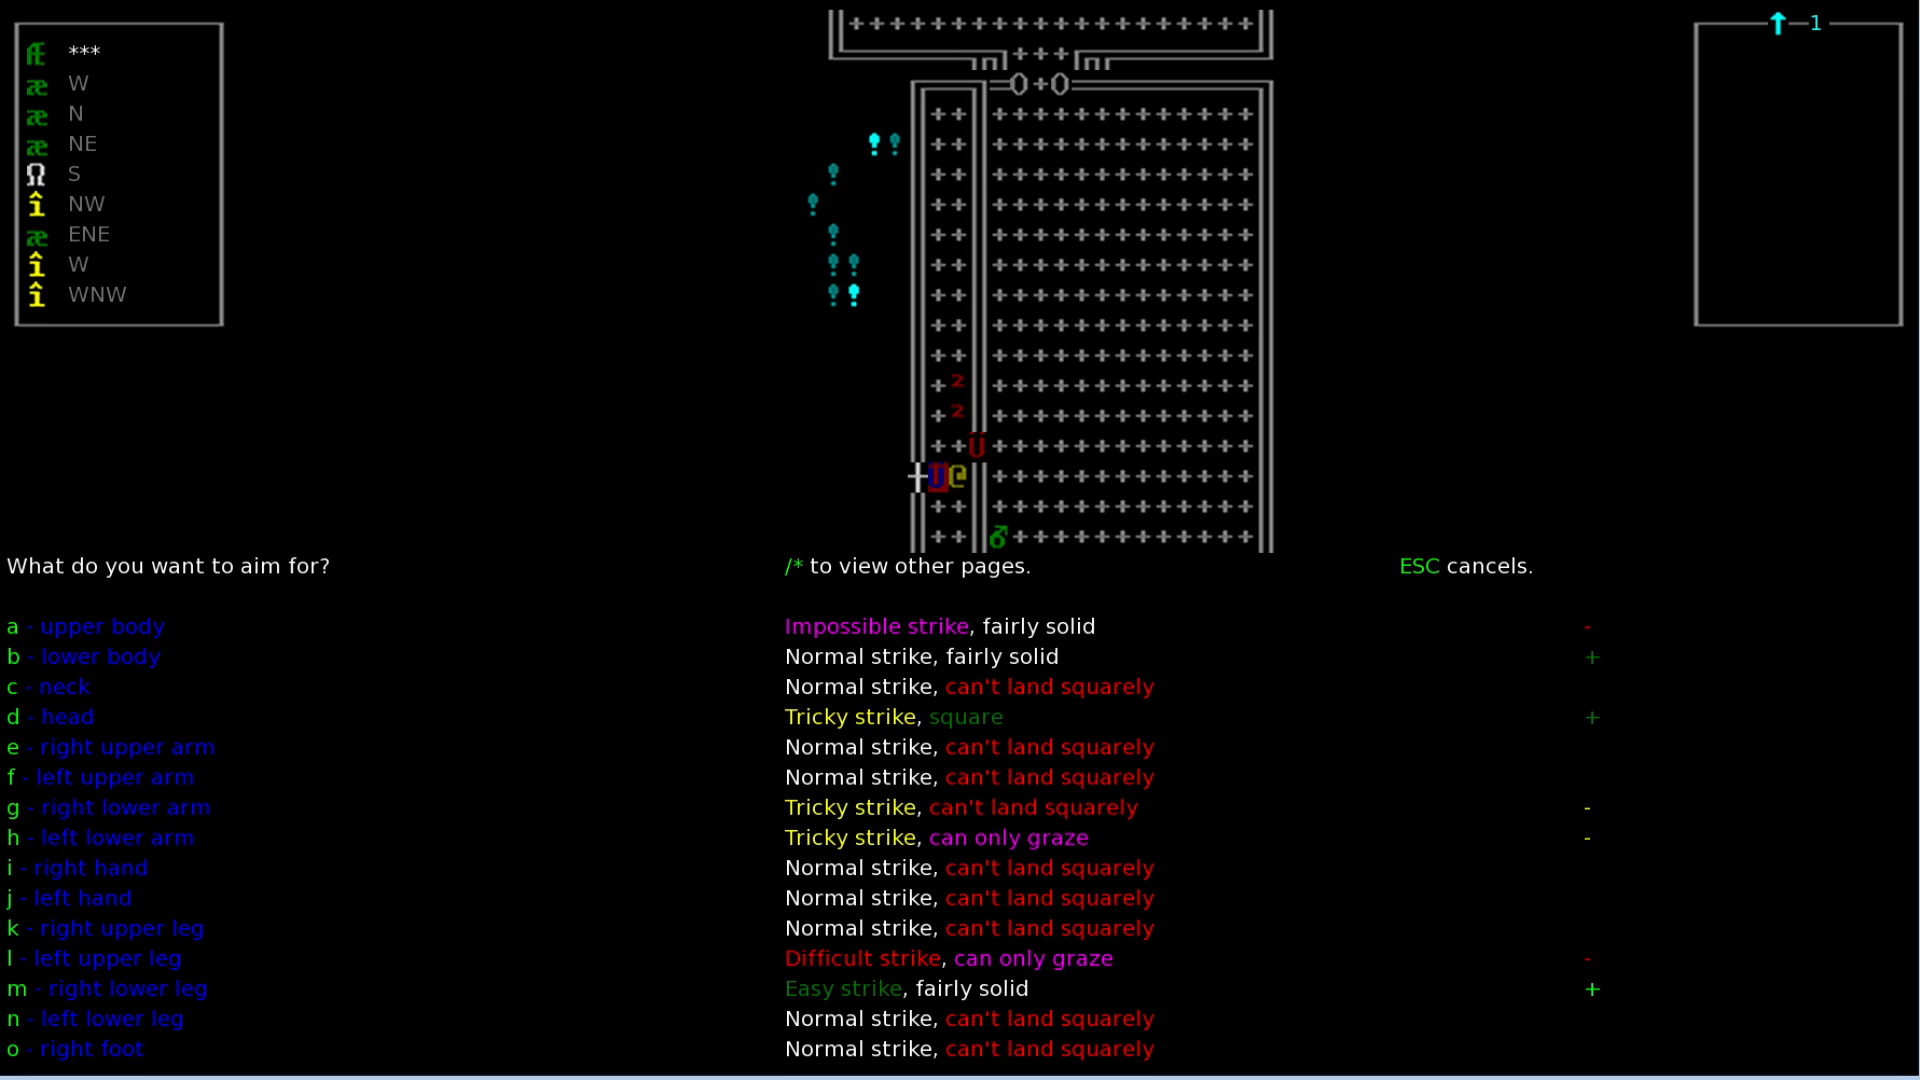 Æ ***
æ W
æ N
æ NE
Ω S
î NW
æ ENE
î W
î WNW
1
What do you want to aim for? /* to view other pages. ESC cancels.
a - upper body Impossible strike, fairly solid -
b - lower body Normal strike, fairly solid +
c - neck Normal strike, can't land squarely
d - head Tricky strike, square +
e - right upper arm Normal strike, can't land squarely
f - left upper arm Normal strike, can't land squarely
g - right lower arm Tricky strike, can't land squarely -
h - left lower arm Tricky strike, can only graze -
i - right hand Normal strike, can't land squarely
j - left hand Normal strike, can't land squarely
k - right upper leg Normal strike, can't land squarely
l - left upper leg Difficult strike, can only graze -
m - right lower leg Easy strike, fairly solid +
n - left lower leg Normal strike, can't land squarely
o - right foot Normal strike, can't land squarely